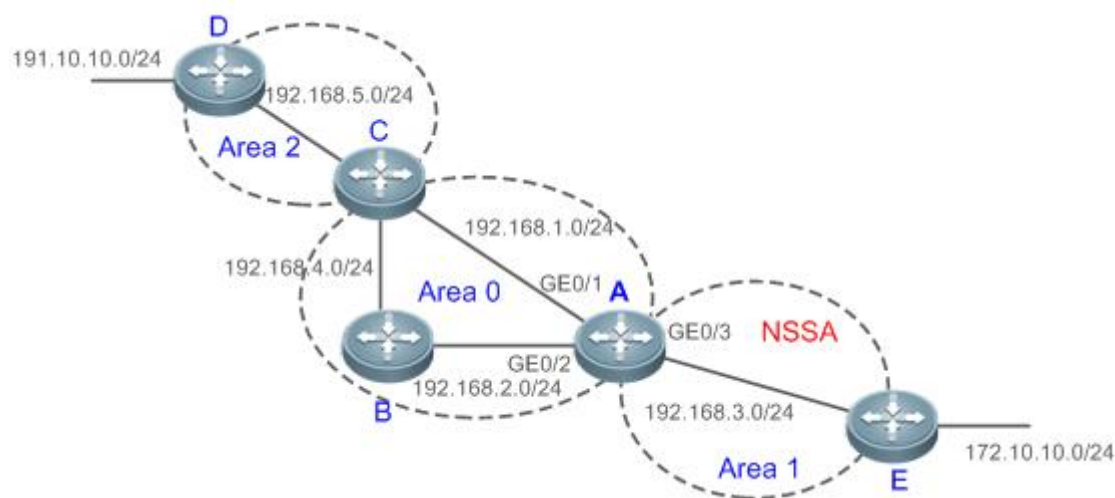 D
191.10.10.0/24
192.168.5.0/24
C
Area 2
192.168.1.0/24
192.168.4.0/24
GE0/1
Area 0
A
GE0/3
NSSA
GE0/2
192.168.2.0/24
B
192.168.3.0/24
172.10.10.0/24
Area 1
E